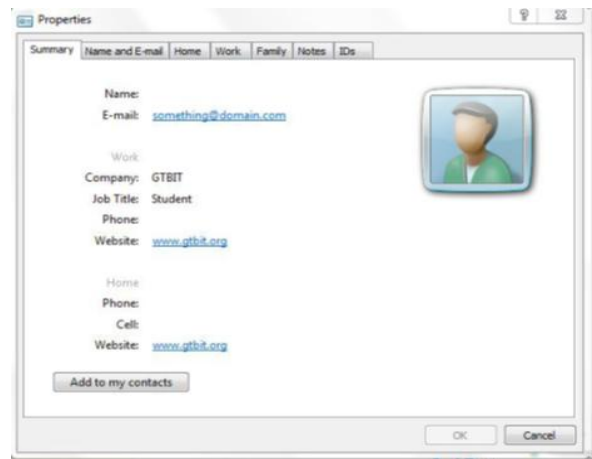 Properties
Summary Name and E-mail Home Work Family Notes IDs
Name:
E-mail: something@domain.com
Work
Company: GTBIT
Job Title: Student
Phone:
Website: www.gtbit.org
Home
Phone:
Cell:
Website: www.gtbit.org
Add to my contacts
OK Cancel